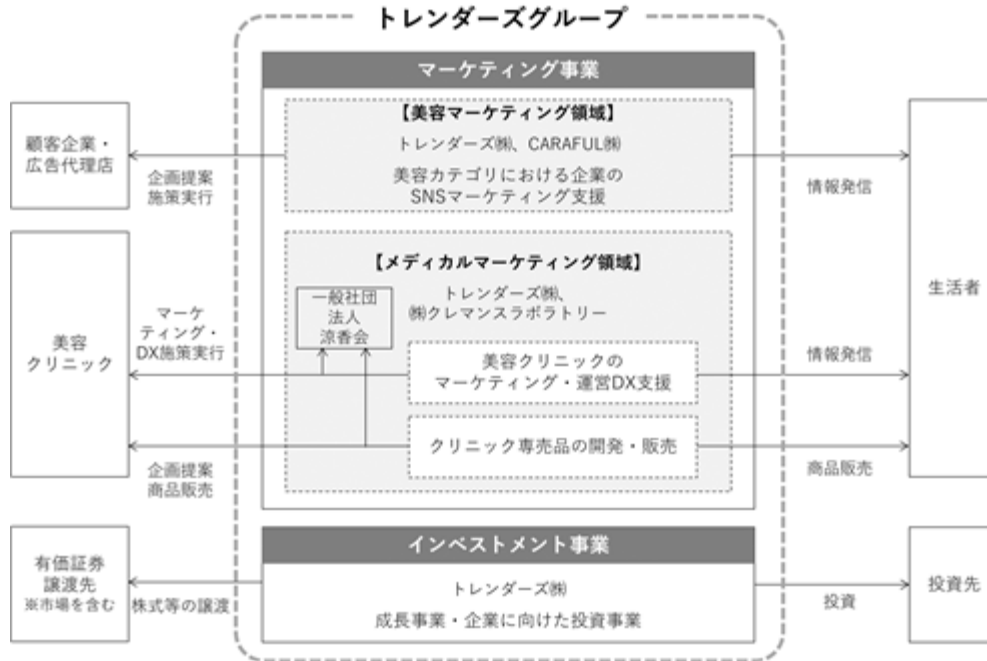 トレンダーズグループ
マーケティング事業
【美容マーケティング領域】
トレンダーズ㈱、CARAFUL㈱
美容カテゴリにおける企業の
SNSマーケティング支援
顧客企業・
広告代理店
企画提案
施策実行
情報発信
生活者
【メディカルマーケティング領域】
トレンダーズ㈱、
㈱クレマンスラボラトリー
一般社団
法人
涼香会
美容クリニックの
マーケティング・運営DX支援
クリニック専売品の開発・販売
美容
クリニック
マーケ
ティング・
DX施策実行
企画提案
商品販売
情報発信
商品販売
インベストメント事業
トレンダーズ㈱
成長事業・企業に向けた投資事業
有価証券
譲渡先
※市場を含む
株式等の譲渡
投資
投資先